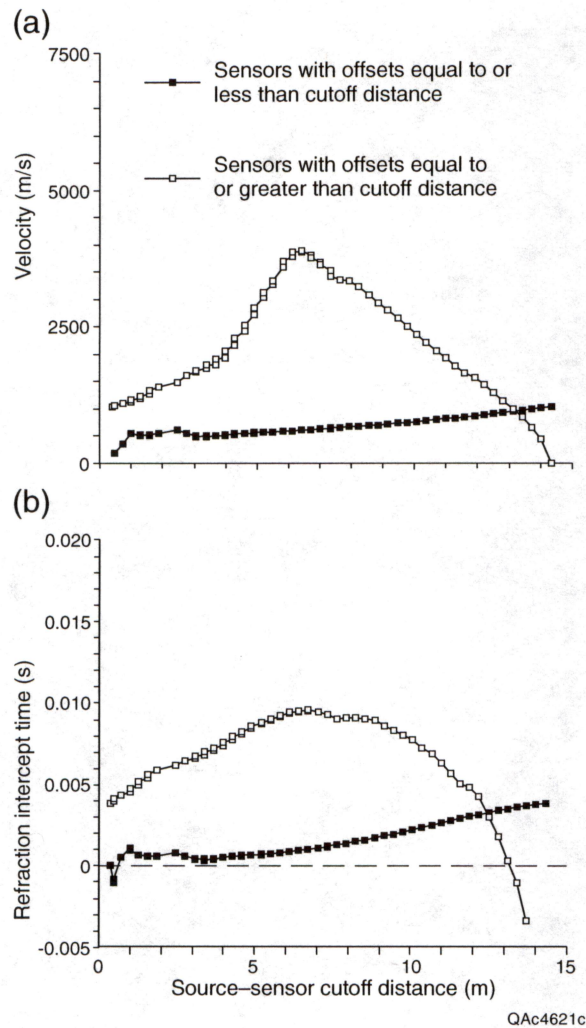 (a)
7500
Sensors with offsets equal to or
less than cutoff distance
Sensors with offsets equal to
or greater than cutoff distance
5000
Velocity (m/s)
2500
0
(b)
0.020
0.015
0.010
Refraction intercept time (s)
0.005
0
-0.005
0 5 10 15
Source–sensor cutoff distance (m)
QAc4621c